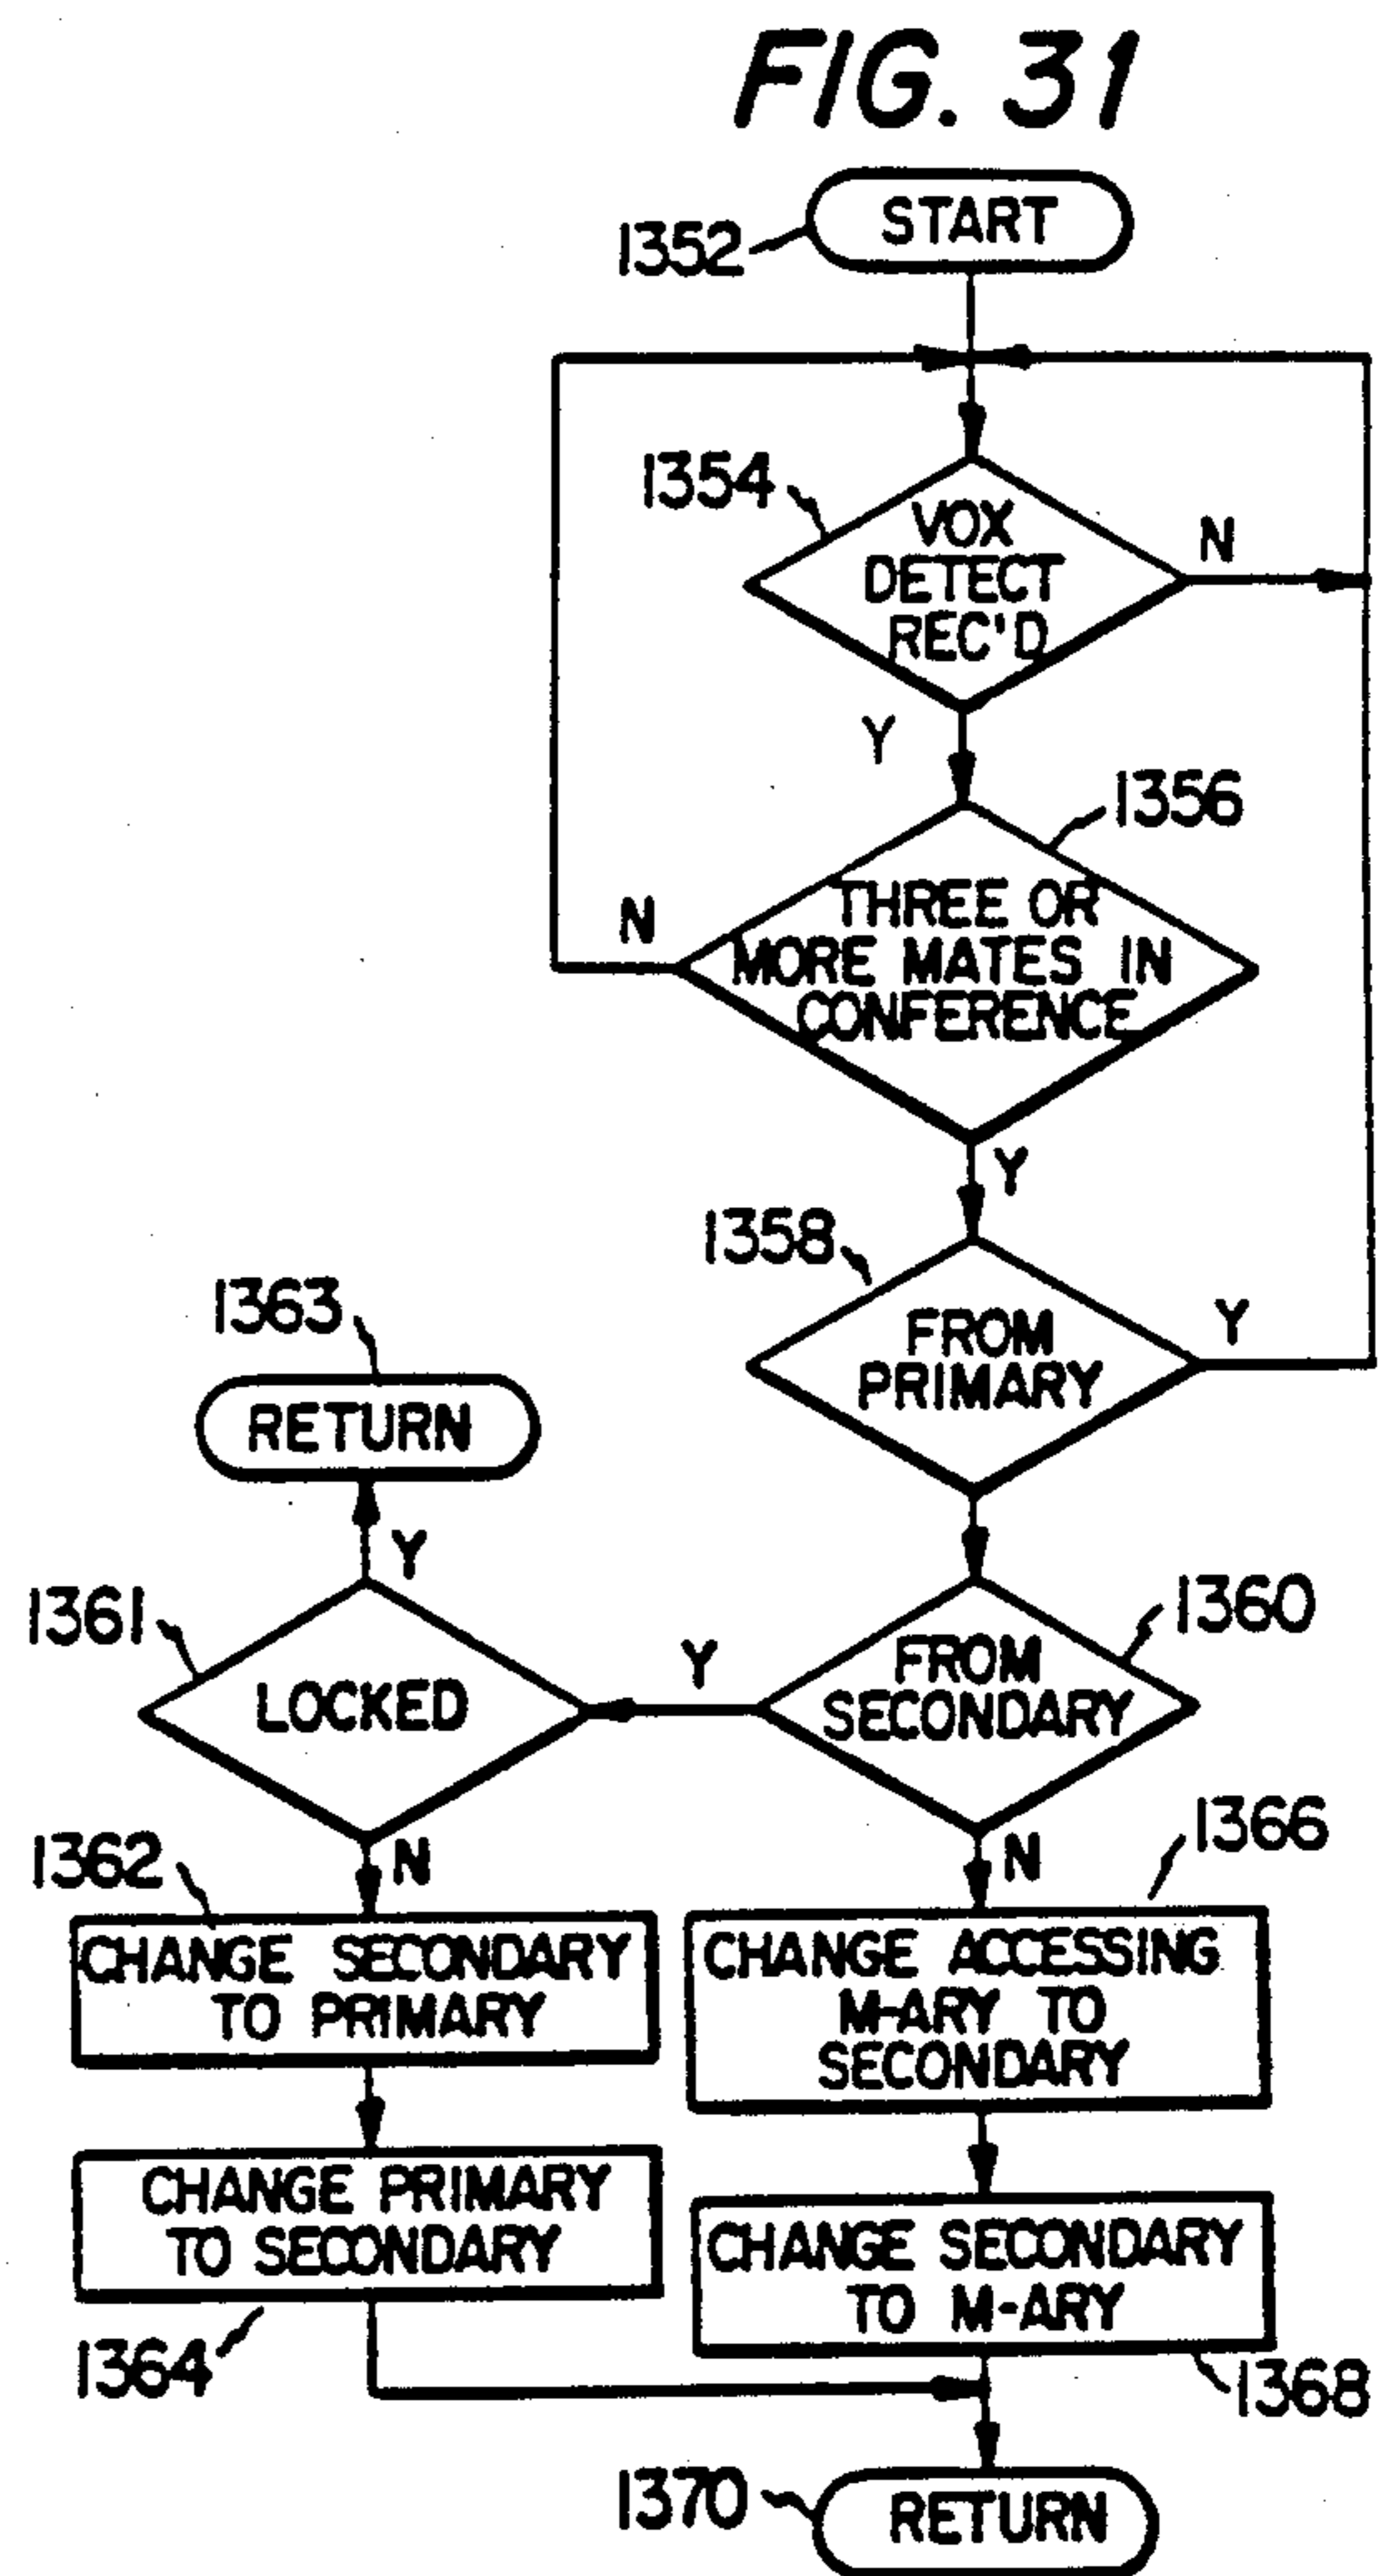 FIG. 31
START
1352
1354
VOX
DETECT
REC'D
N
Y
1356
THREE OR
MORE MATES IN
CONFERENCE
N
Y
1358
FROM
PRIMARY
Y
1363
RETURN
Y
1361
LOCKED
Y
1360
FROM
SECONDARY
N
N
1362
CHANGE SECONDARY
TO PRIMARY
1366
CHANGE ACCESSING
M-ARY TO
SECONDARY
CHANGE PRIMARY
TO SECONDARY
1364
CHANGE SECONDARY
TO M-ARY
1368
1370
RETURN